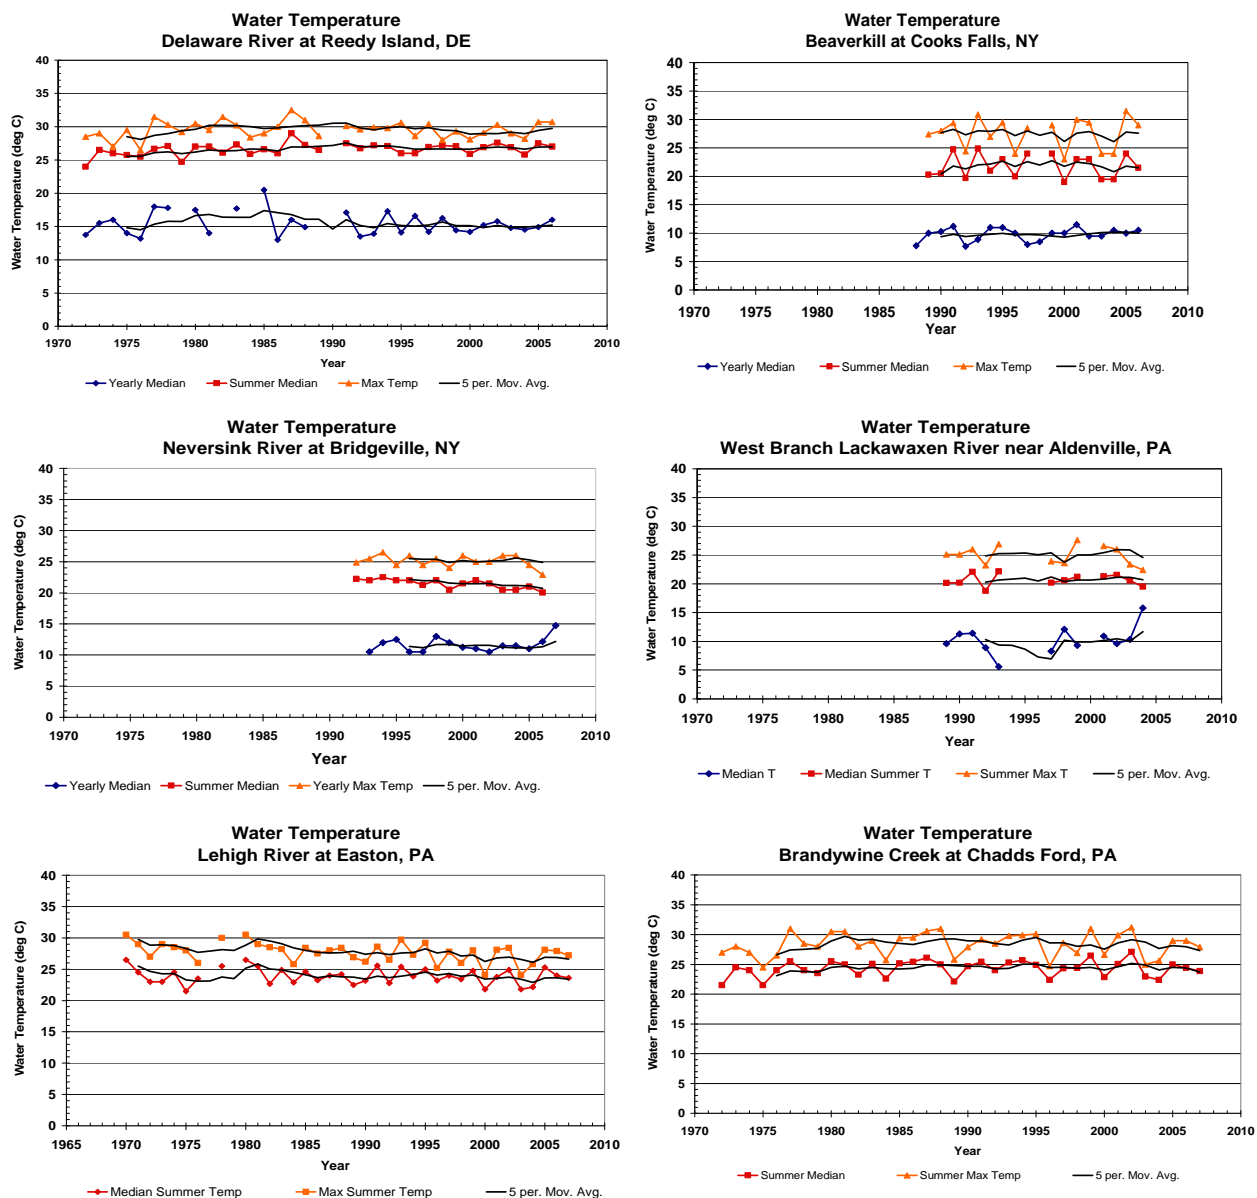 Water Temperature
Delaware River at Reedy Island, DE
Water Temperature (deg C)
40
35
30
25
20
15
10
5
0
1970 1975 1980 1985 1990 1995 2000 2005 2010
Year
Yearly Median Summer Median Max Temp 5 per. Mov. Avg.
Water Temperature
Beaverkill at Cooks Falls, NY
Water Temperature (deg C)
40
35
30
25
20
15
10
5
0
1970 1975 1980 1985 1990 1995 2000 2005 2010
Year
Yearly Median Summer Median Max Temp 5 per. Mov. Avg.
Water Temperature
Neversink River at Bridgeville, NY
Water Temperature (deg C)
40
35
30
25
20
15
10
5
0
1970 1975 1980 1985 1990 1995 2000 2005 2010
Year
Yearly Median Summer Median Yearly Max Temp 5 per. Mov. Avg.
Water Temperature
West Branch Lackawaxen River near Aldenville, PA
Water Temperature (deg C)
40
35
30
25
20
15
10
5
0
1970 1975 1980 1985 1990 1995 2000 2005 2010
Year
Median T Median Summer T Summer Max T 5 per. Mov. Avg.
Water Temperature
Lehigh River at Easton, PA
Water Temperature (deg C)
40
35
30
25
20
15
10
5
0
1965 1970 1975 1980 1985 1990 1995 2000 2005 2010
Year
Median Summer Temp Max Summer Temp 5 per. Mov. Avg.
Water Temperature
Brandywine Creek at Chadds Ford, PA
Water Temperature (deg C)
40
35
30
25
20
15
10
5
0
1970 1975 1980 1985 1990 1995 2000 2005 2010
Year
Summer Median Summer Max Temp 5 per. Mov. Avg.